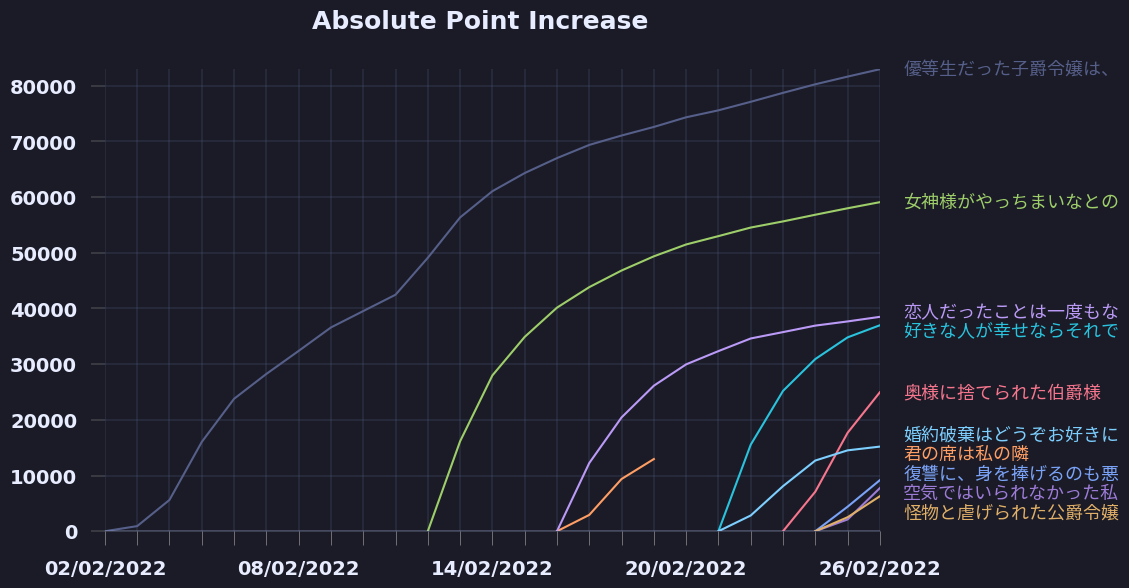 Absolute Point Increase
80000
70000
60000
50000
40000
30000
20000
10000
0
02/02/2022
08/02/2022
14/02/2022
20/02/2022
26/02/2022
優等生だった子爵令嬢は、
女神様がやっちまいなとの
恋人だったことは一度もな
好きな人が幸せならそれで
奥様に捨てられた伯爵様
婚約破棄はどうぞお好きに
君の席は私の隣
復讐に、身を捧げるのも悪
空気ではいられなかった私
怪物と虐げられた公爵令嬢